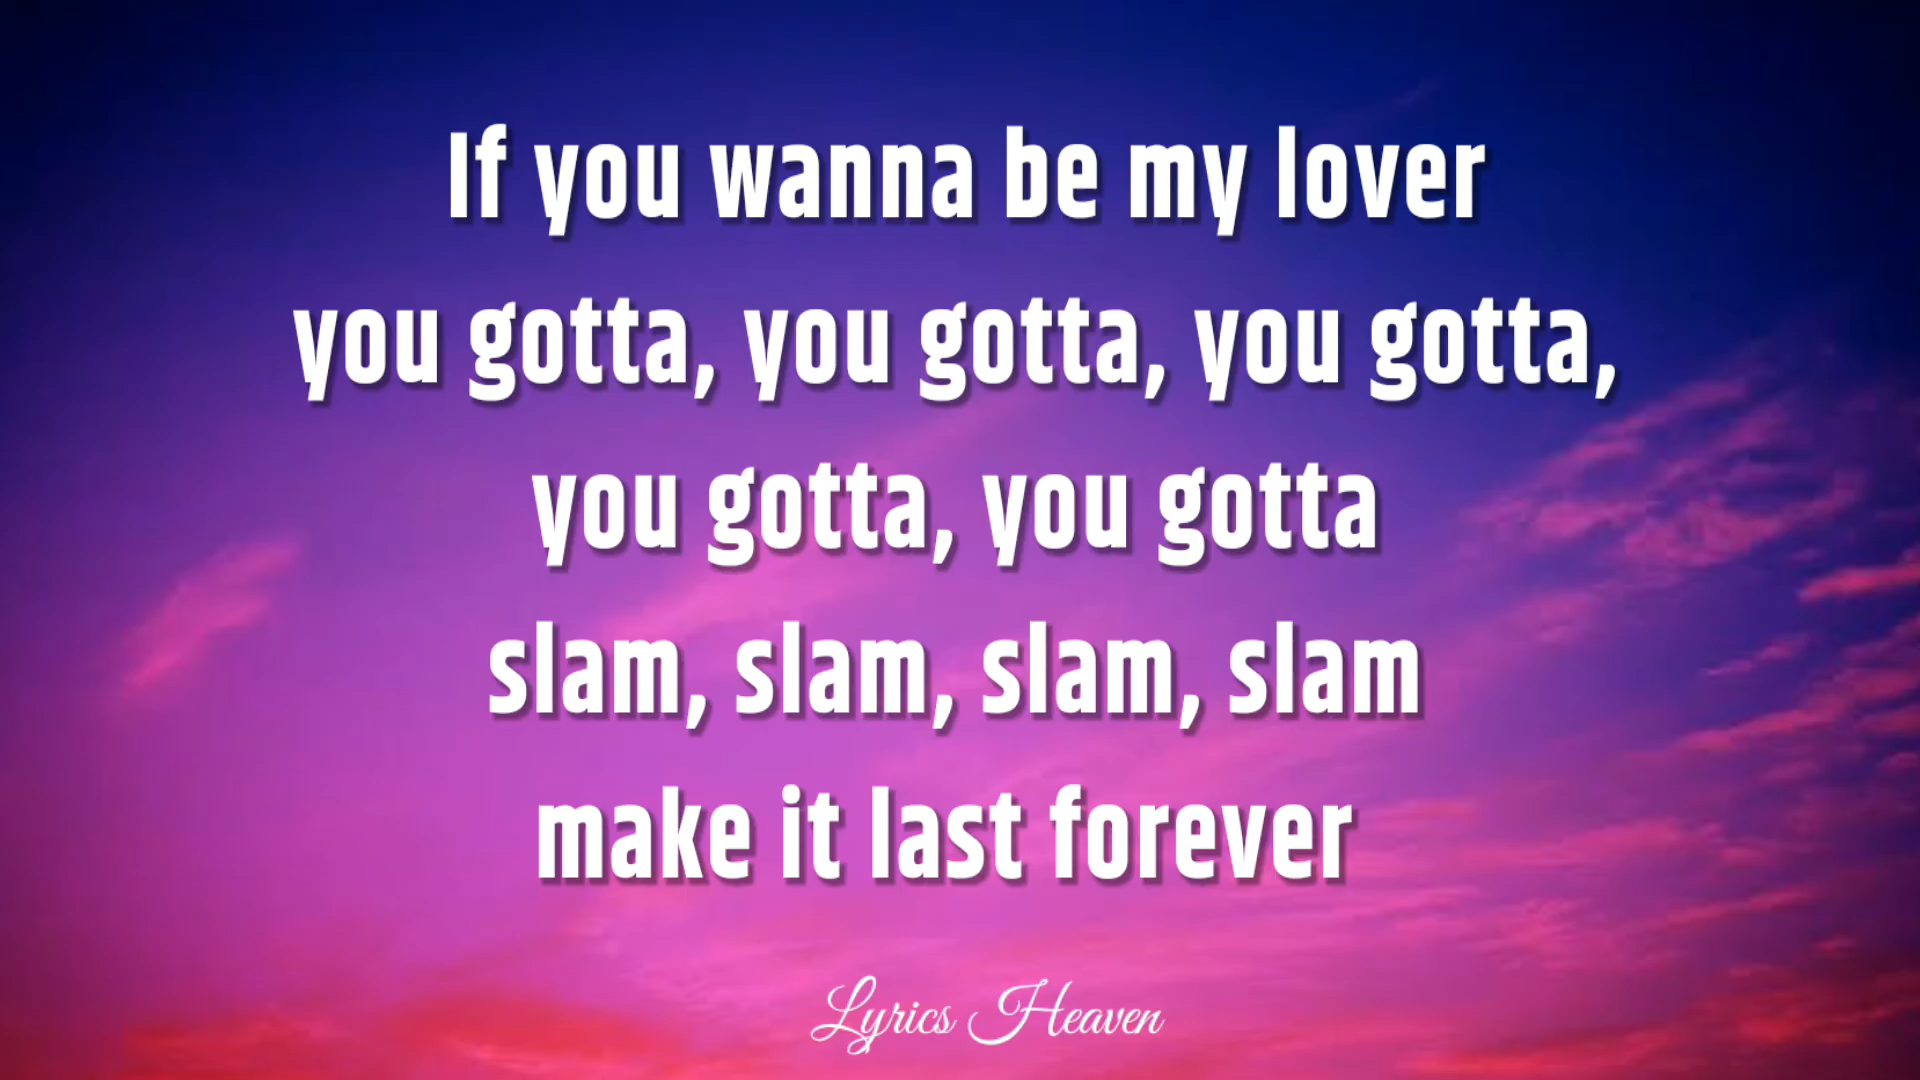 If you wanna be my lover
you gotta, you gotta, you gotta,
you gotta, you gotta
slam, slam, slam, slam
make it last forever
Lyrics Heaven